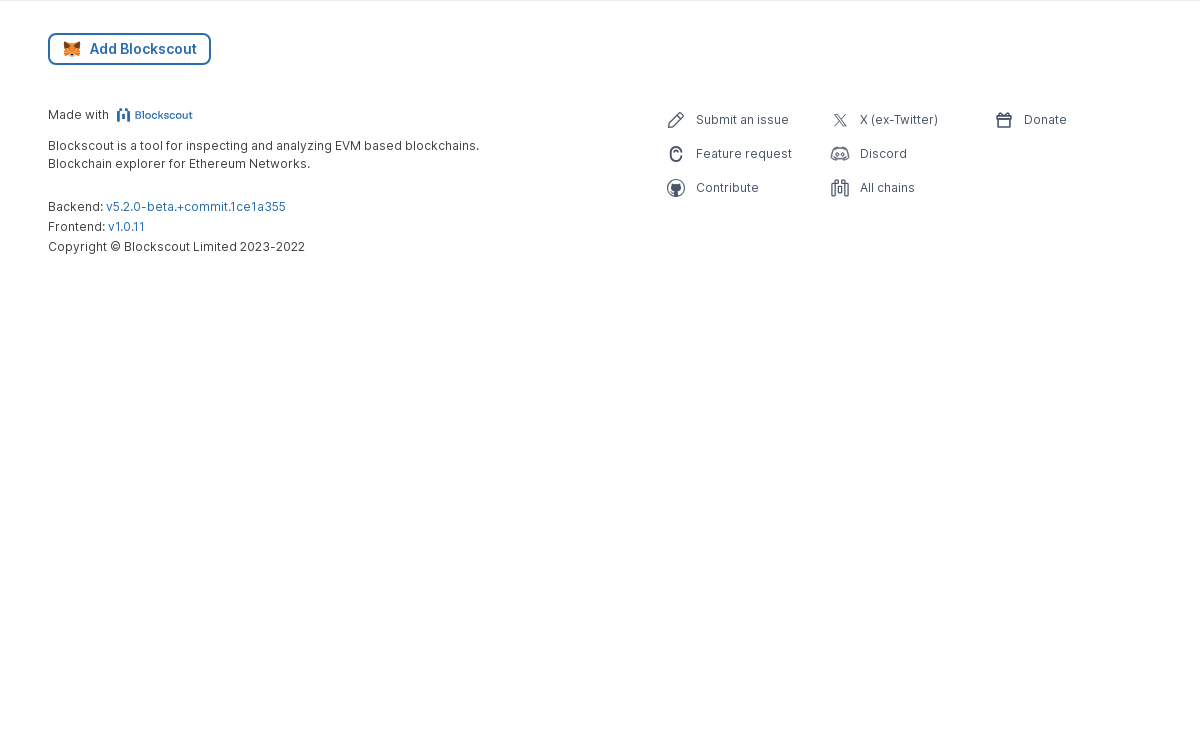 Add Blockscout
Made with Blockscout
Blockscout is a tool for inspecting and analyzing EVM based blockchains.
Blockchain explorer for Ethereum Networks.
Backend: v5.2.0-beta.+commit.1ce1a355
Frontend: v1.0.11
Copyright © Blockscout Limited 2023-2022
Submit an issue
Feature request
Contribute
X (ex-Twitter)
Discord
All chains
Donate